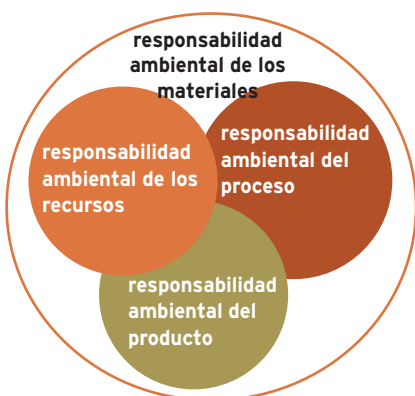 responsabilidad
ambiental de los
materiales
responsabilidad
ambiental del
proceso
responsabilidad
ambiental de los
recursos
responsabilidad
ambiental del
producto